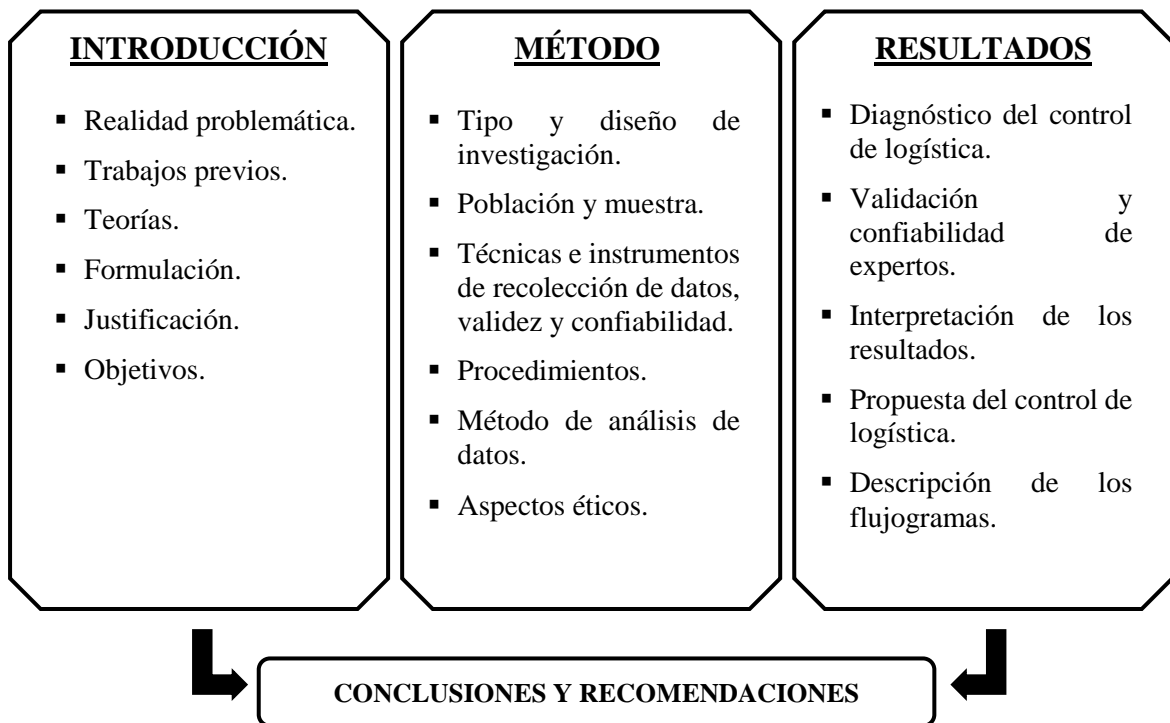 INTRODUCCIÓN
▪ Realidad problemática.
▪ Trabajos previos.
▪ Teorías.
▪ Formulación.
▪ Justificación.
▪ Objetivos.
MÉTODO
▪ Tipo y diseño de
investigación.
▪ Población y muestra.
▪ Técnicas e instrumentos
de recolección de datos,
validez y confiabilidad.
▪ Procedimientos.
▪ Método de análisis de
datos.
▪ Aspectos éticos.
RESULTADOS
▪ Diagnóstico del control
de logística.
▪ Validación y
confiabilidad de
expertos.
▪ Interpretación de los
resultados.
▪ Propuesta del control de
logística.
▪ Descripción de los
flujogramas.
CONCLUSIONES Y RECOMENDACIONES